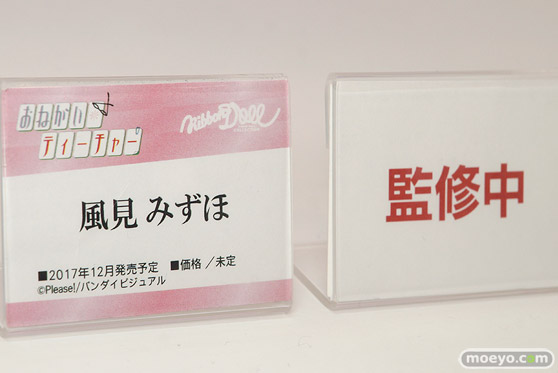 おねがい☆
ティーチャー
Ribbon Doll
COLLECTION
風見 みずほ
■2017年12月発売予定 ■価格／未定
©Please!/バンダイビジュアル
監修中
moeyo.com